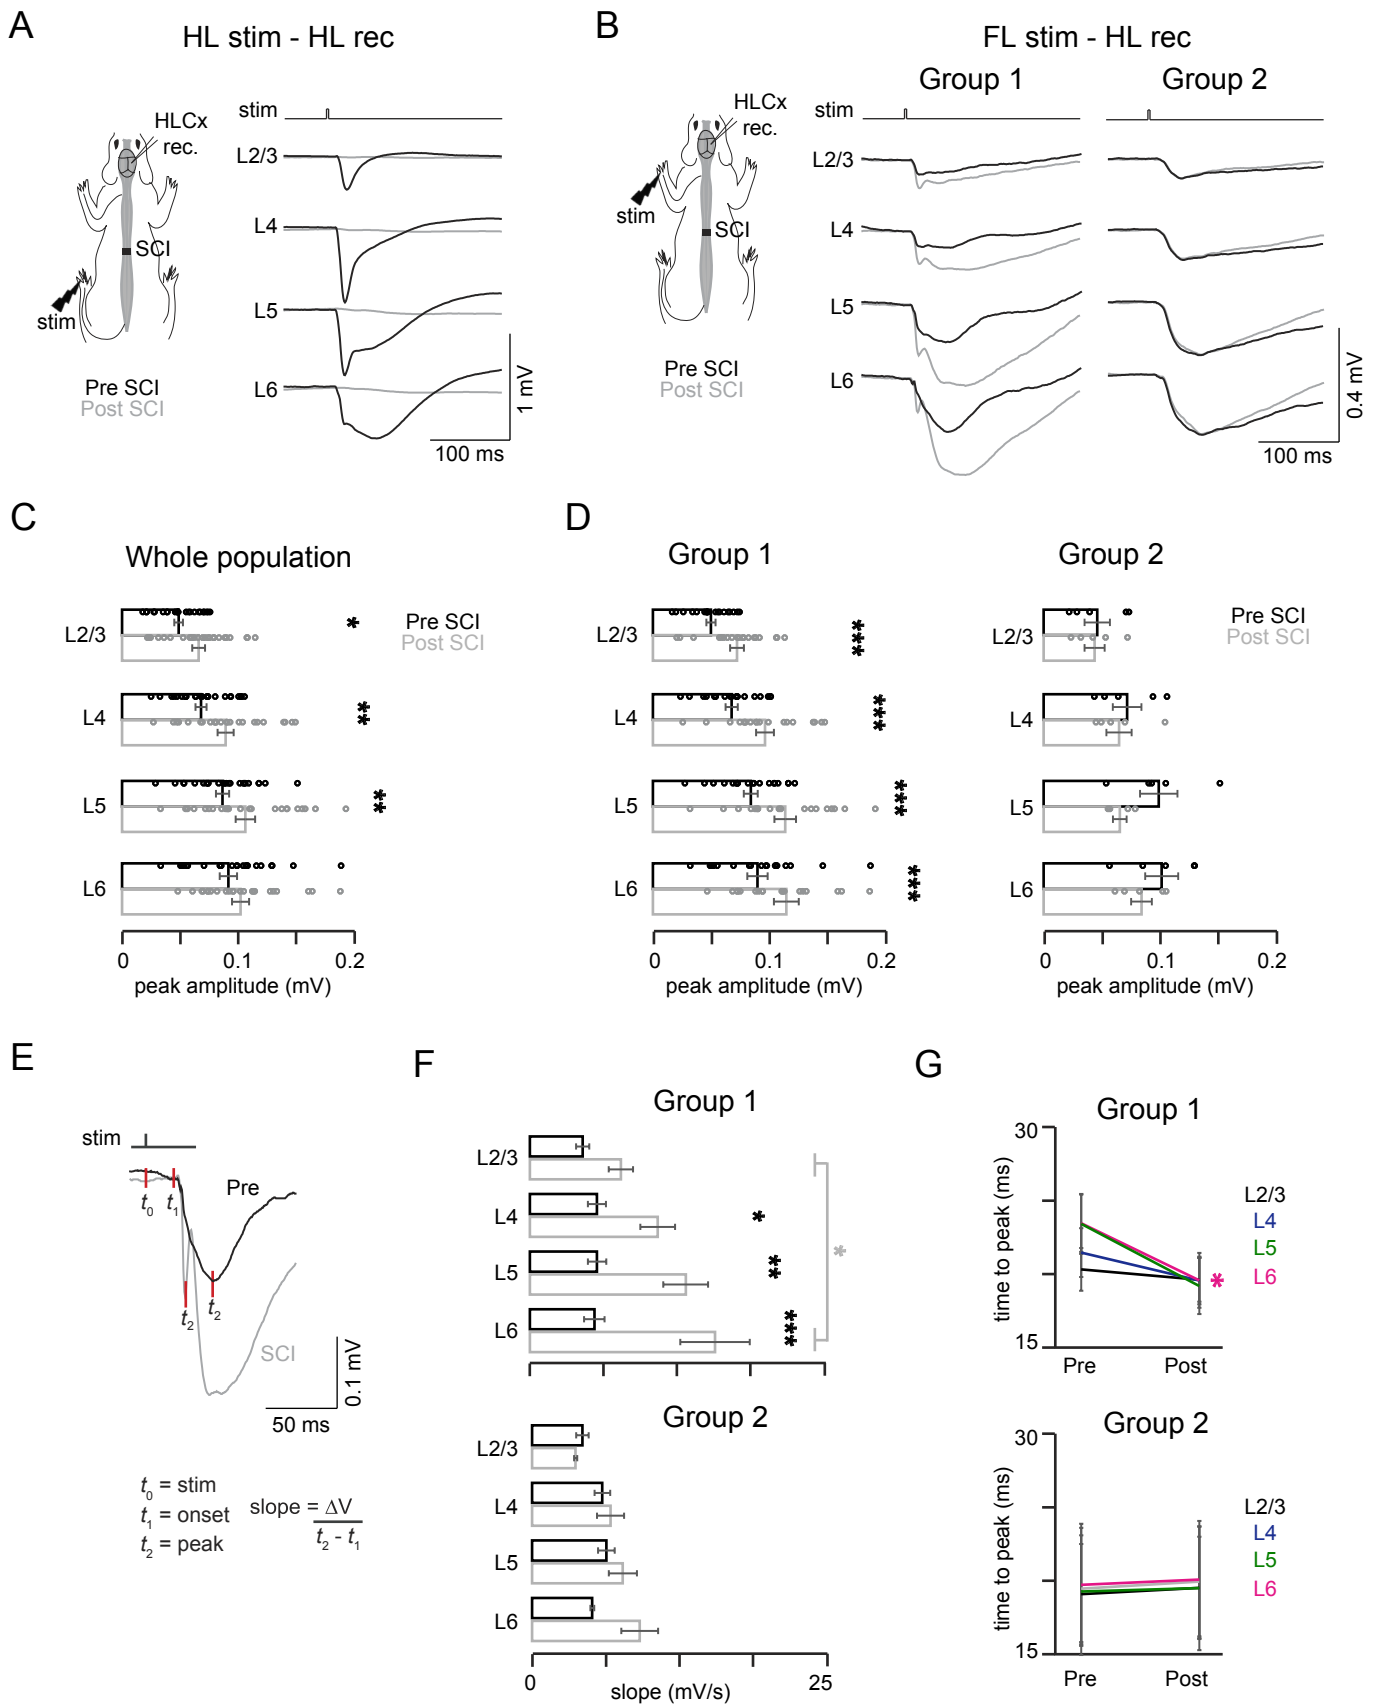 A
HL stim - HL rec
stim
HLCx
rec.
SCI
stim
Pre SCI
Post SCI
L2/3
L4
L5
L6
1 mV
100 ms
B
FL stim - HL rec
Group 1
Group 2
stim
HLCx
rec.
stim
SCI
Pre SCI
Post SCI
L2/3
L4
L5
L6
0.4 mV
100 ms
C
Whole population
Pre SCI
Post SCI
L2/3
*
L4
**
L5
**
L6
0
0.1
0.2
peak amplitude (mV)
D
Group 1
L2/3
***
L4
***
L5
***
L6
***
0
0.1
0.2
peak amplitude (mV)
Group 2
Pre SCI
Post SCI
L2/3
L4
L5
L6
0
0.1
0.2
peak amplitude (mV)
E
stim
Pre
t0
t1
t2
t2
SCI
0.1 mV
50 ms
t0 = stim
t1 = onset
t2 = peak
slope = ΔV
t2 - t1
F
Group 1
L2/3
L4
*
L5
**
L6
***
*
Group 2
L2/3
L4
L5
L6
0
25
slope (mV/s)
G
Group 1
30
15
time to peak (ms)
Pre
Post
*
L2/3
L4
L5
L6
Group 2
30
15
time to peak (ms)
Pre
Post
L2/3
L4
L5
L6